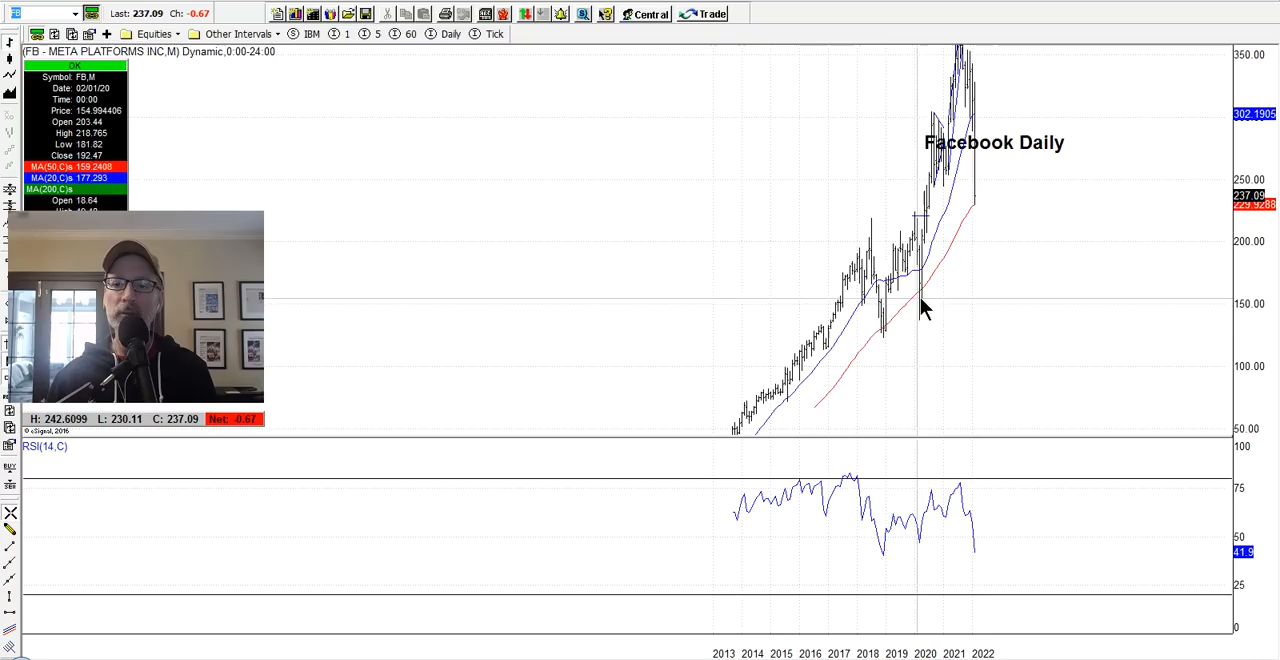 FB Last: 237.09 Ch: -0.67 Central Trade
Equities Other Intervals IBM 1 5 60 Daily Tick
(FB - META PLATFORMS INC,M) Dynamic,0:00-24:00
OK
Symbol: FB,M
Date: 02/01/20
Time: 00:00
Price: 154.994406
Open 203.44
High 218.765
Low 181.82
Close 192.47
MA(50,C)s 159.2408
MA(20,C)s 177.293
MA(200,C)s
Open 18.64
Facebook Daily
350.00
302.1905
250.00
237.09
229.9288
200.00
150.00
100.00
50.00
H: 242.6099 L: 230.11 C: 237.09 Net: -0.67
© eSignal, 2016
RSI(14,C)
100
75
50
41.9
25
0
BUY
2013 2014 2015 2016 2017 2018 2019 2020 2021 2022